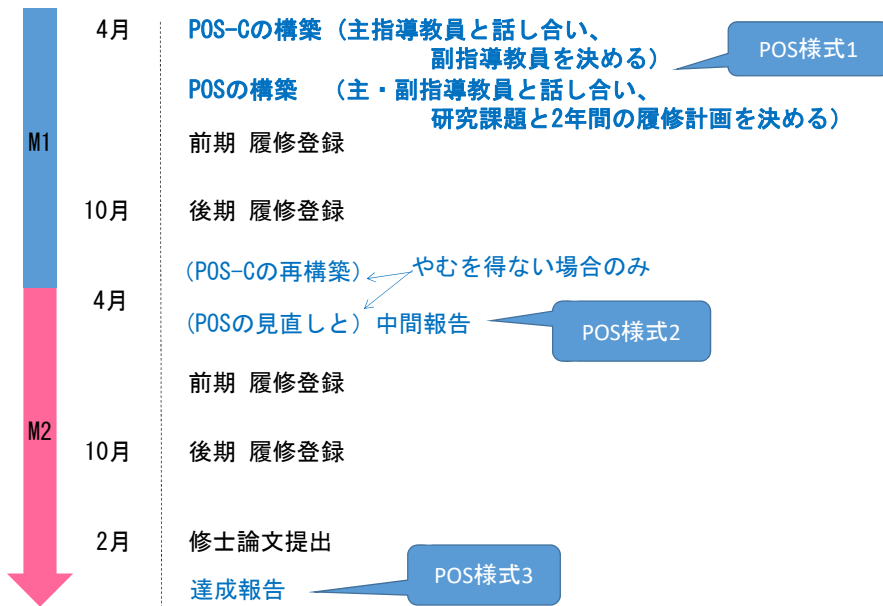 4月 POS-Cの構築（主指導教員と話し合い、
副指導教員を決める）
POS様式1
POSの構築 （主・副指導教員と話し合い、
研究課題と2年間の履修計画を決める）
M1
前期 履修登録
10月 後期 履修登録
(POS-Cの再構築) やむを得ない場合のみ
4月
(POSの見直しと) 中間報告
POS様式2
前期 履修登録
M2
10月 後期 履修登録
2月 修士論文提出
達成報告
POS様式3